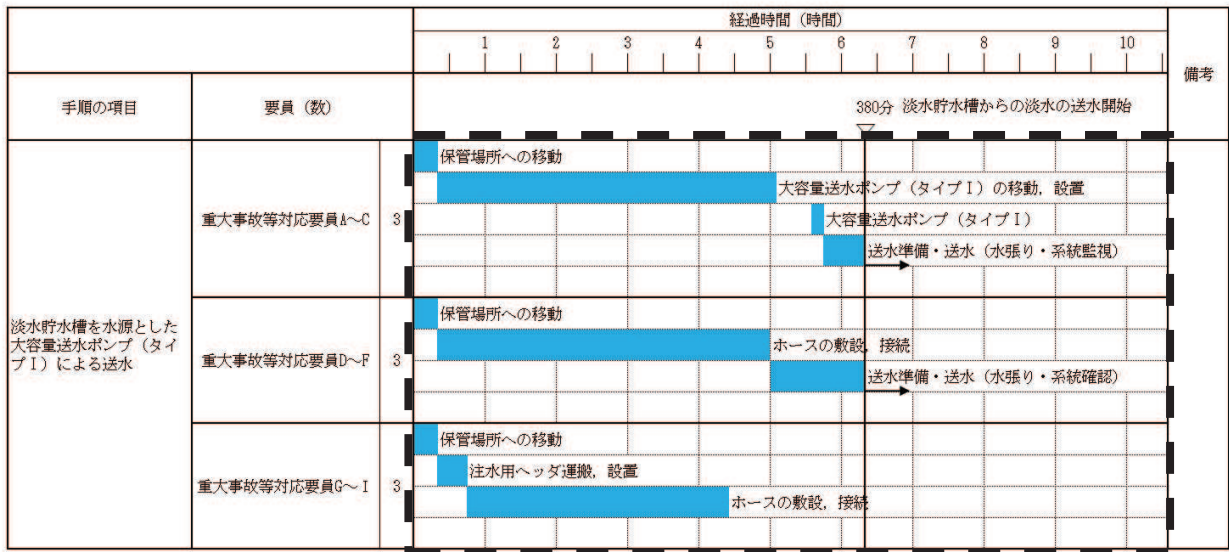 経過時間（時間）
1 2 3 4 5 6 7 8 9 10
備考
手順の項目 要員（数）
380分 淡水貯水槽からの淡水の送水開始
保管場所への移動
大容量送水ポンプ（タイプⅠ）の移動，設置
重大事故等対応要員A～C 3
大容量送水ポンプ（タイプⅠ）
送水準備・送水（水張り・系統監視）
淡水貯水槽を水源とした
大容量送水ポンプ（タイ
プⅠ）による送水
保管場所への移動
ホースの敷設，接続
重大事故等対応要員D～F 3
送水準備・送水（水張り・系統確認）
保管場所への移動
注水用ヘッダ運搬，設置
重大事故等対応要員G～I 3
ホースの敷設，接続